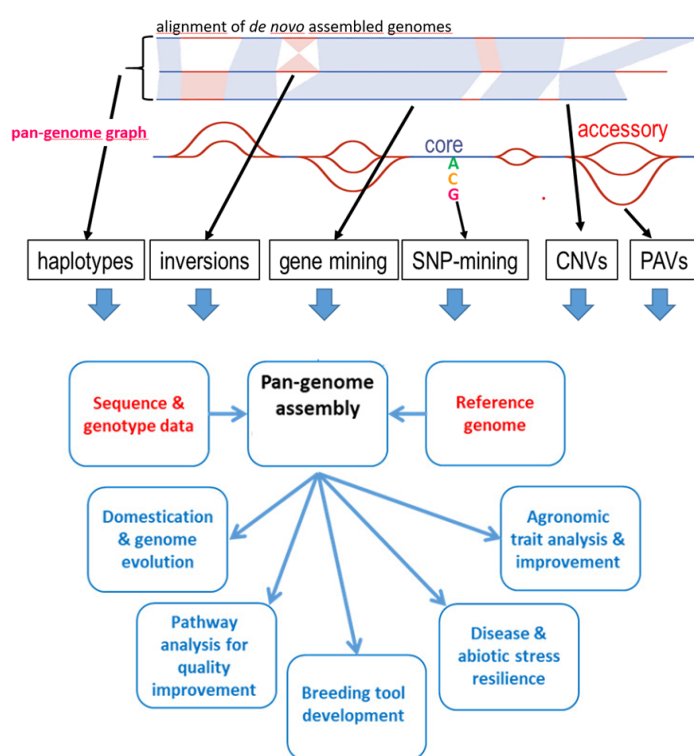 alignment of de novo assembled genomes
pan-genome graph
core
accessory
A
C
G
haplotypes
inversions
gene mining
SNP-mining
CNVs
PAVs
Sequence &
genotype data
Pan-genome
assembly
Reference
genome
Domestication
& genome
evolution
Agronomic
trait analysis &
improvement
Pathway
analysis for
quality
improvement
Breeding tool
development
Disease &
abiotic stress
resilience